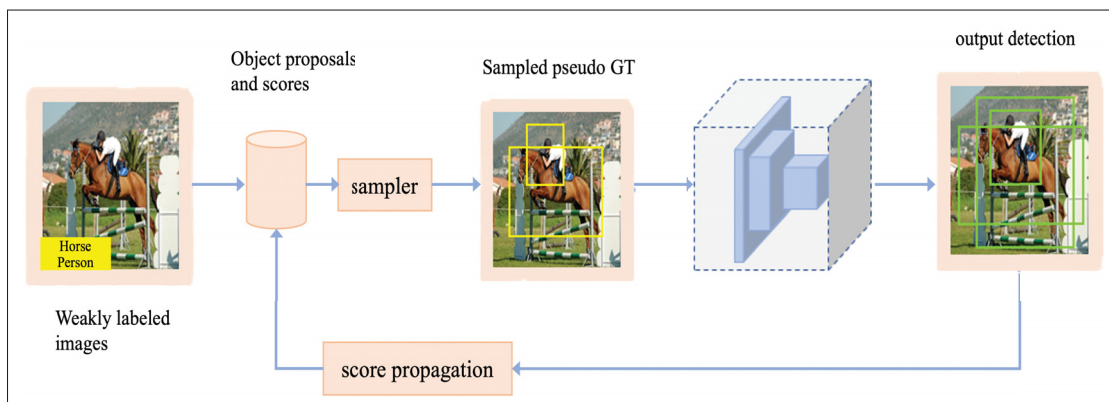 Object proposals
and scores
Sampled pseudo GT
output detection
sampler
Horse
Person
Weakly labeled
images
score propagation